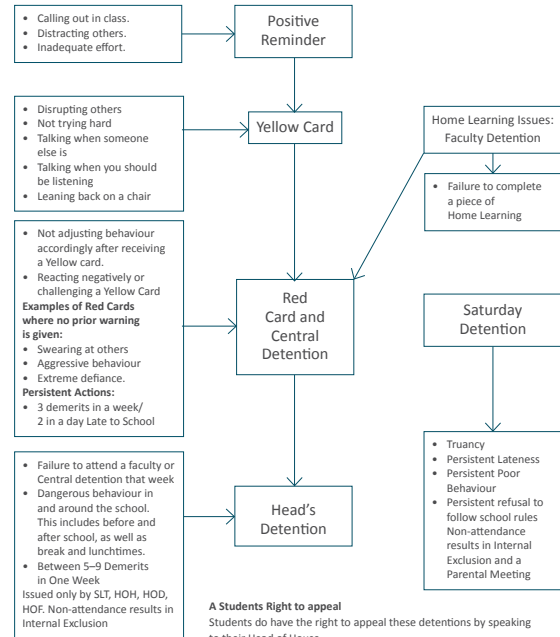 • Calling out in class.
• Distracting others.
• Inadequate effort.
Positive
Reminder
• Disrupting others
• Not trying hard
• Talking when someone
else is
• Talking when you should
be listening
• Leaning back on a chair
Yellow Card
Home Learning Issues:
Faculty Detention
• Failure to complete
a piece of
Home Learning
• Not adjusting behaviour
accordingly after receiving
a Yellow card.
• Reacting negatively or
challenging a Yellow Card
Examples of Red Cards
where no prior warning
is given:
• Swearing at others
• Aggressive behaviour
• Extreme defiance.
Persistent Actions:
• 3 demerits in a week/
2 in a day Late to School
Red
Card and
Central
Detention
Saturday
Detention
• Truancy
• Persistent Lateness
• Persistent Poor
Behaviour
• Persistent refusal to
follow school rules
Non-attendance
results in Internal
Exclusion and a
Parental Meeting
• Failure to attend a faculty or
Central detention that week
• Dangerous behaviour in
and around the school.
This includes before and
after school, as well as
break and lunchtimes.
• Between 5–9 Demerits
in One Week
Issued only by SLT, HOH, HOD,
HOF. Non-attendance results in
Internal Exclusion
Head's
Detention
A Students Right to appeal
Students do have the right to appeal these detentions by speaking
to their Head of House